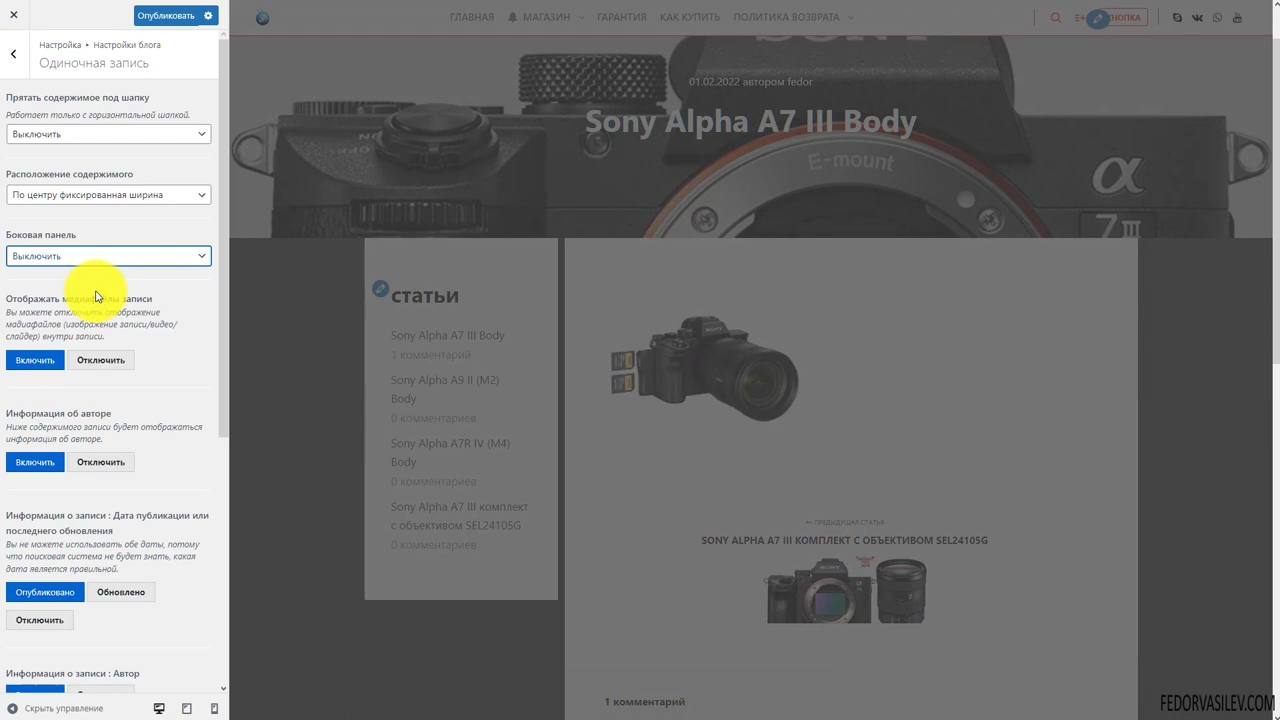 Опубликовать
Настройка ▸ Настройки блога
Одиночная запись
Прятать содержимое под шапку
Работает только с горизонтальной шапкой.
Выключить
Расположение содержимого
По центру фиксированная ширина
Боковая панель
Выключить
Отображать медиафайлы записи
Вы можете отключить отображение
мадиафайлов (изображение записи/видео/
слайдер) внутри записи.
Включить Отключить
Информация об авторе
Ниже содержимого записи будет отображаться
информация об авторе.
Включить Отключить
Информация о записи : Дата публикации или
последнего обновления
Вы не можете использовать обе даты, потому
что поисковая система не будет знать, какая
дата является правильной.
Опубликовано Обновлено
Отключить
Информация о записи : Автор
Скрыть управление
ГЛАВНАЯ МАГАЗИН ГАРАНТИЯ КАК КУПИТЬ ПОЛИТИКА ВОЗВРАТА
НОПКА
01.02.2022 автором fedor
Sony Alpha A7 III Body
E-mount
α
7III
статьи
Sony Alpha A7 III Body
1 комментарий
Sony Alpha A9 II (M2)
Body
0 комментариев
Sony Alpha A7R IV (M4)
Body
0 комментариев
Sony Alpha A7 III комплект
с объективом SEL24105G
0 комментариев
← ПРЕДЫДУЩАЯ СТАТЬЯ
SONY ALPHA A7 III КОМПЛЕКТ С ОБЪЕКТИВОМ SEL24105G
SONY
1 комментарий
FEDORVASILEV.COM